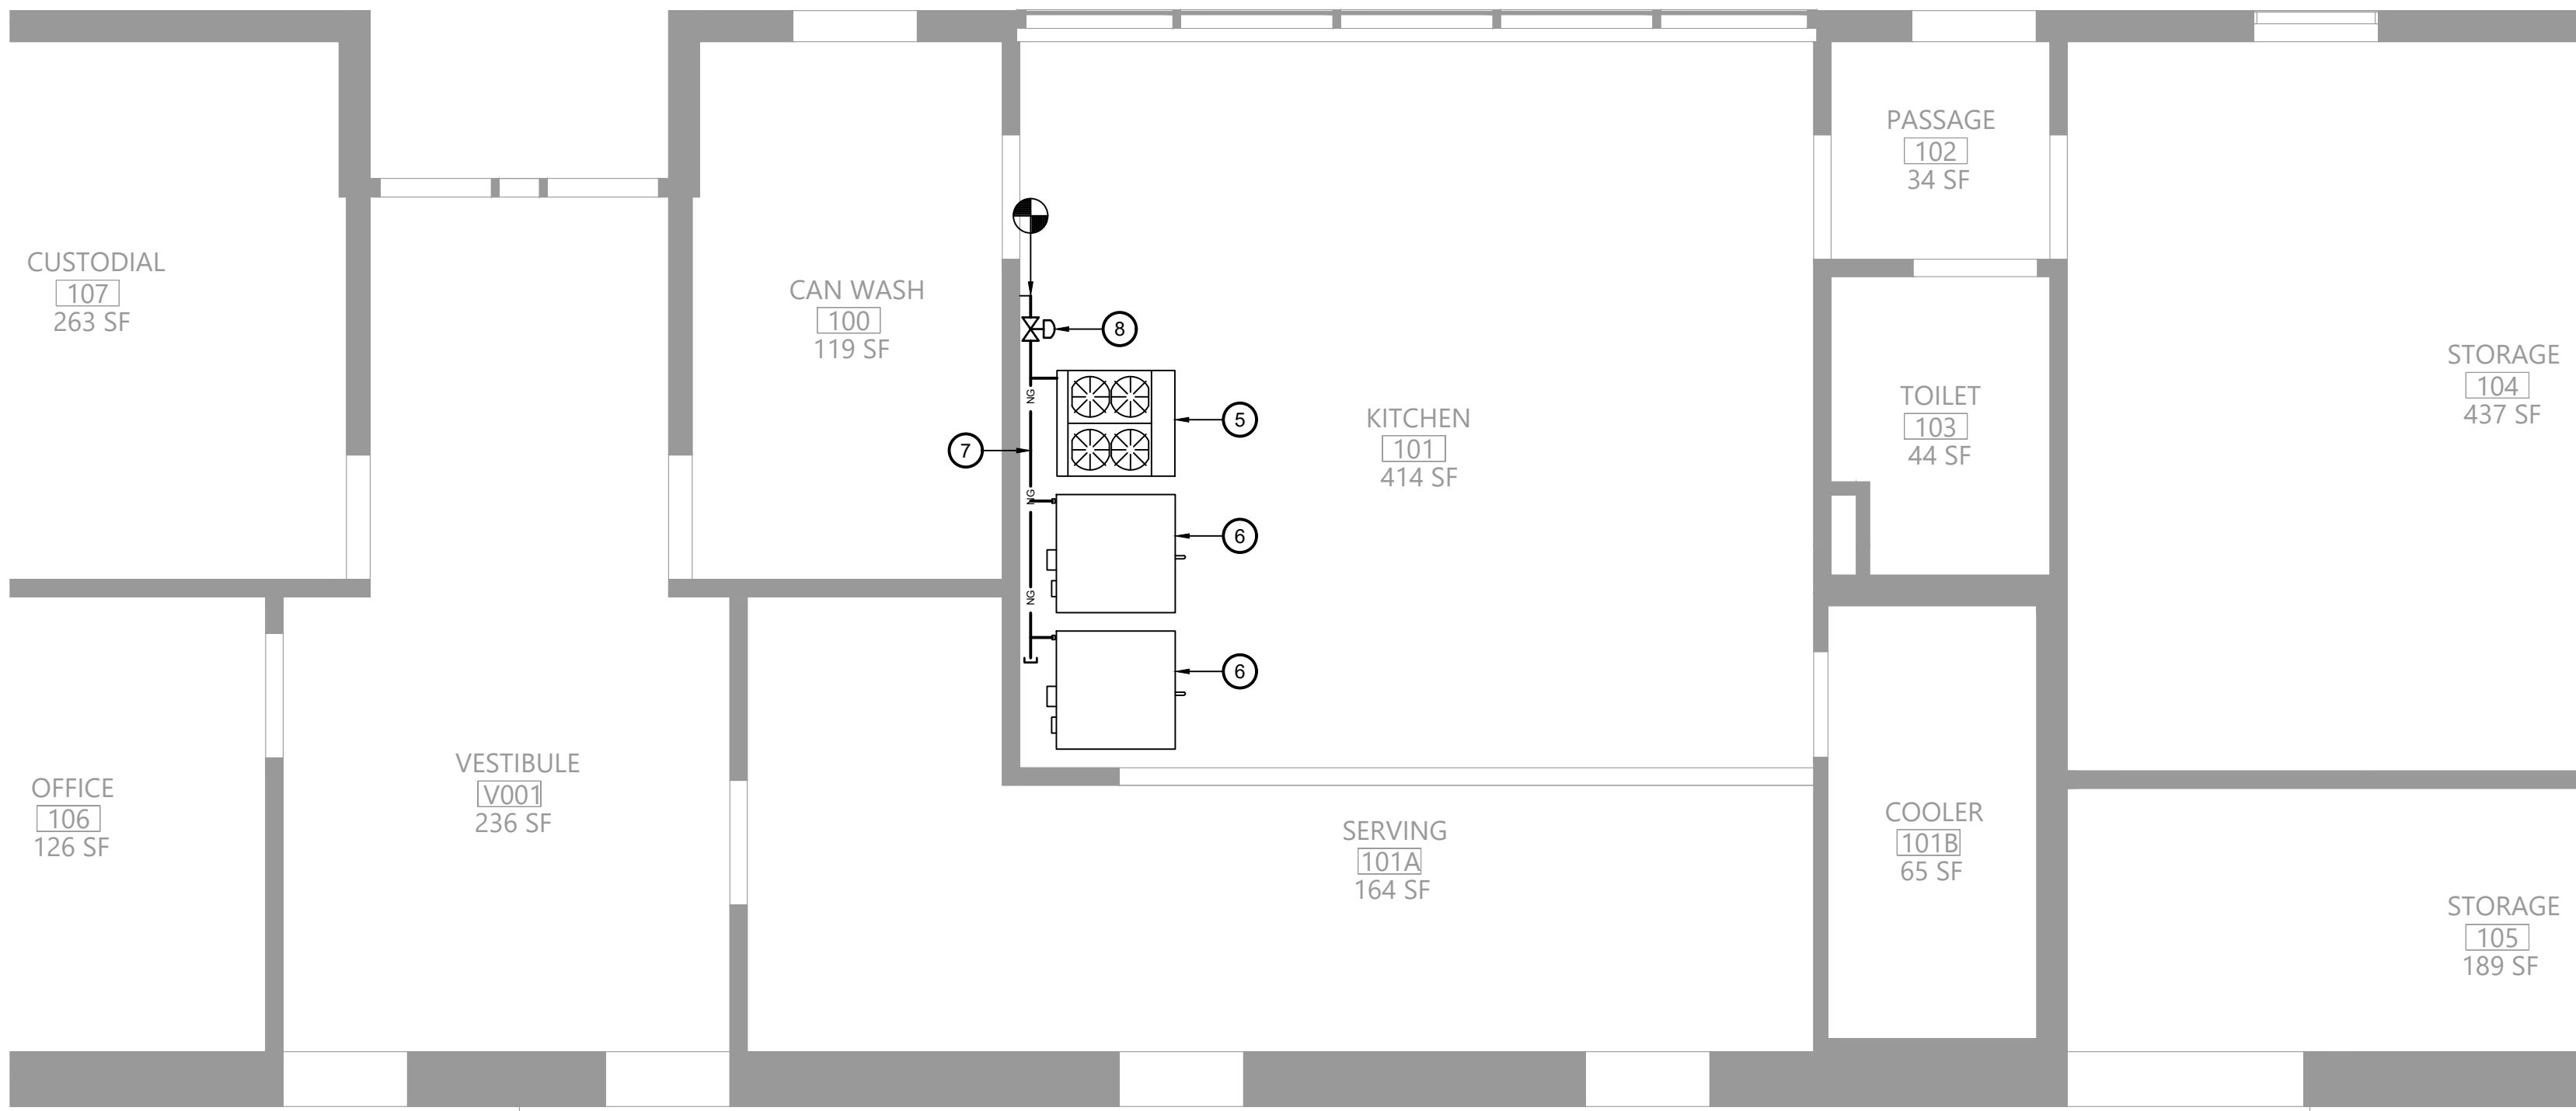 PASSAGE
102
34 SF
CUSTODIAL
107
263 SF
CAN WASH
100
119 SF
8
STORAGE
104
437 SF
TOILET
103
44 SF
KITCHEN
101
414 SF
NG
5
7
NG
6
NG
6
VESTIBULE
V001
236 SF
OFFICE
106
126 SF
SERVING
101A
164 SF
COOLER
101B
65 SF
STORAGE
105
189 SF